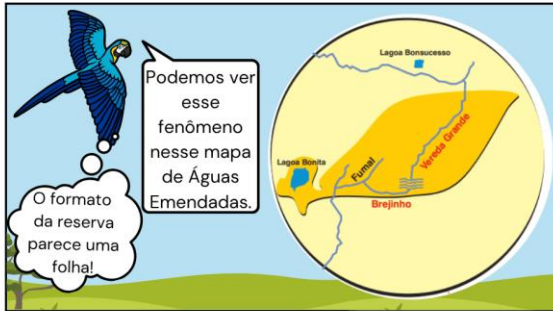 Podemos ver
esse
fenômeno
nesse mapa
de Águas
Emendadas.
O formato
da reserva
parece uma
folha!
Lagoa Bonsucesso
Lagoa Bonita
Fumal
Vereda Grande
Brejinho